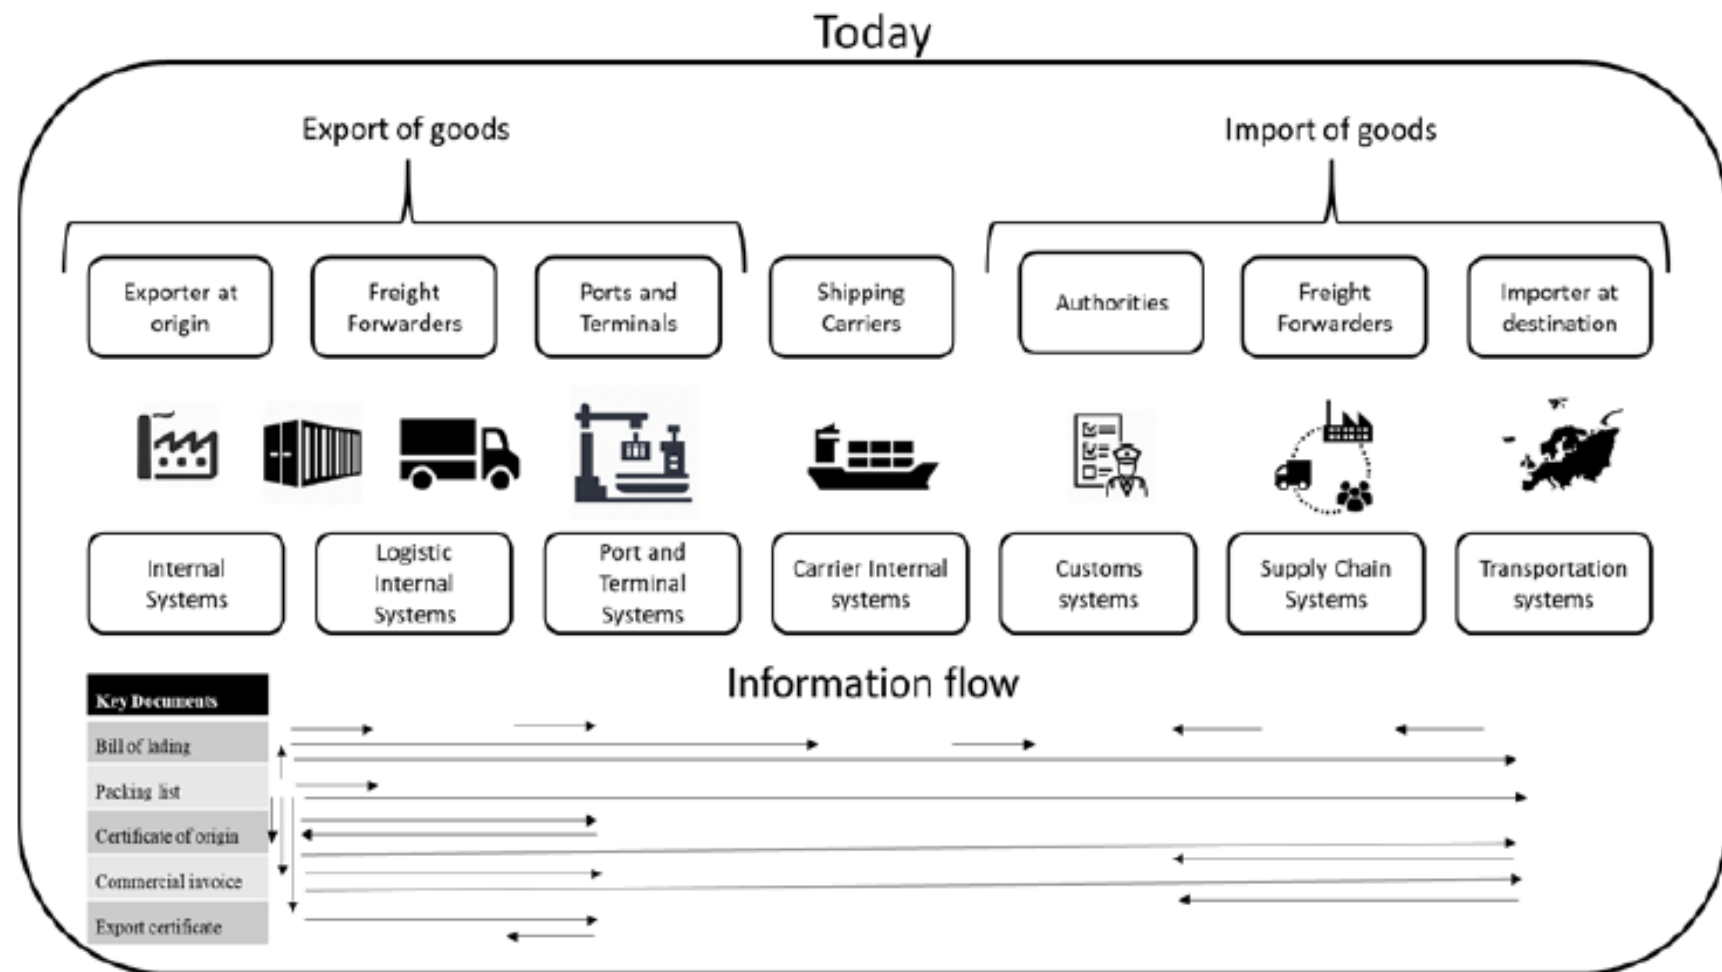 Today
Export of goods
Import of goods
Exporter at
origin
Freight
Forwarders
Ports and
Terminals
Shipping
Carriers
Authorities
Freight
Forwarders
Importer at
destination
Internal
Systems
Logistic
Internal
Systems
Port and
Terminal
Systems
Carrier Internal
systems
Customs
systems
Supply Chain
Systems
Transportation
systems
Information flow
Key Documents
Bill of lading
Packing list
Certificate of origin
Commercial invoice
Export certificate